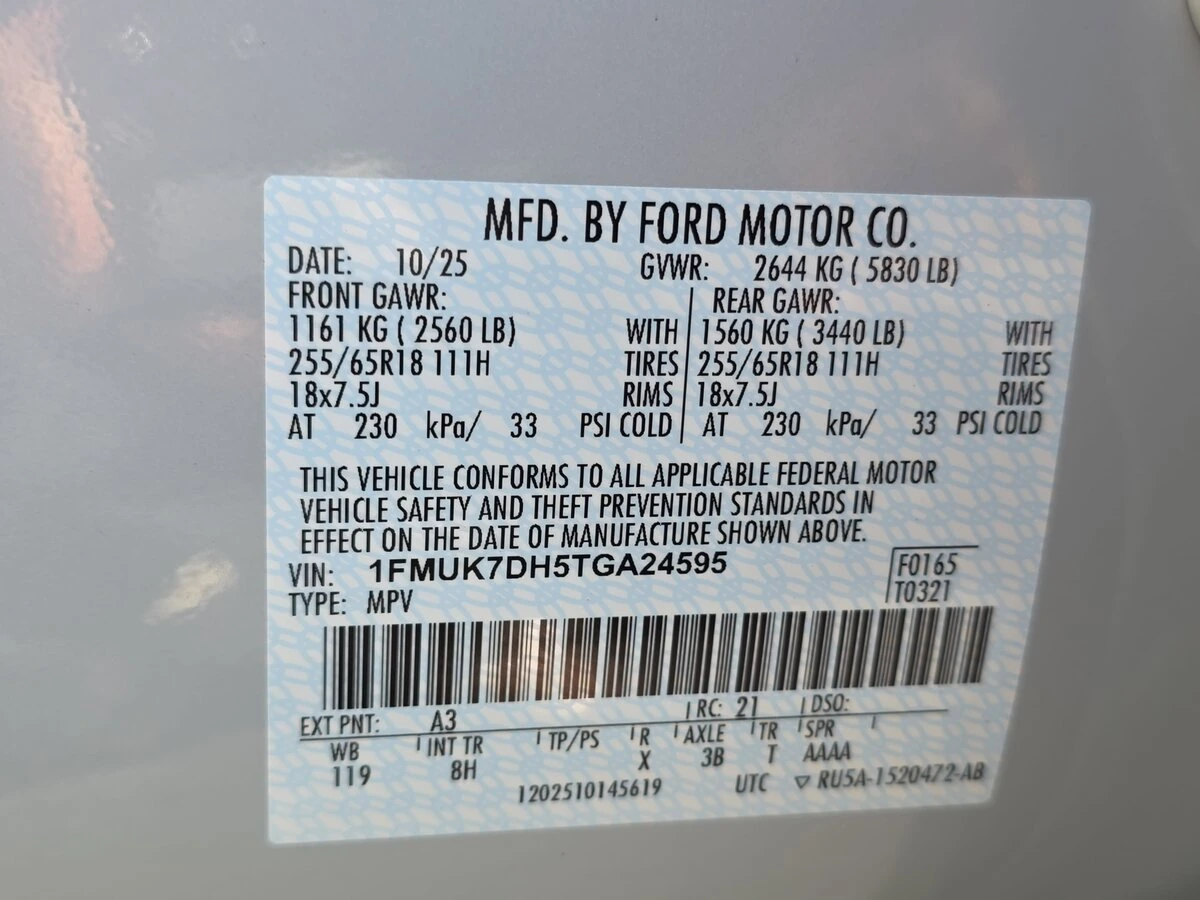 MFD. BY FORD MOTOR CO.
DATE: 10/25 GVWR: 2644 KG ( 5830 LB)
FRONT GAWR: REAR GAWR:
1161 KG ( 2560 LB) WITH 1560 KG ( 3440 LB) WITH
255/65R18 111H TIRES 255/65R18 111H TIRES
18x7.5J RIMS 18x7.5J RIMS
AT 230 kPa/ 33 PSI COLD AT 230 kPa/ 33 PSI COLD
THIS VEHICLE CONFORMS TO ALL APPLICABLE FEDERAL MOTOR
VEHICLE SAFETY AND THEFT PREVENTION STANDARDS IN
EFFECT ON THE DATE OF MANUFACTURE SHOWN ABOVE.
VIN: 1FMUK7DH5TGA24595 F0165
TYPE: MPV T0321
EXT PNT: A3 RC: 21 DSO:
WB INT TR TP/PS R AXLE TR SPR
119 8H X 3B T AAAA
1202510145619 UTC ▽ RU5A-1520472-AB